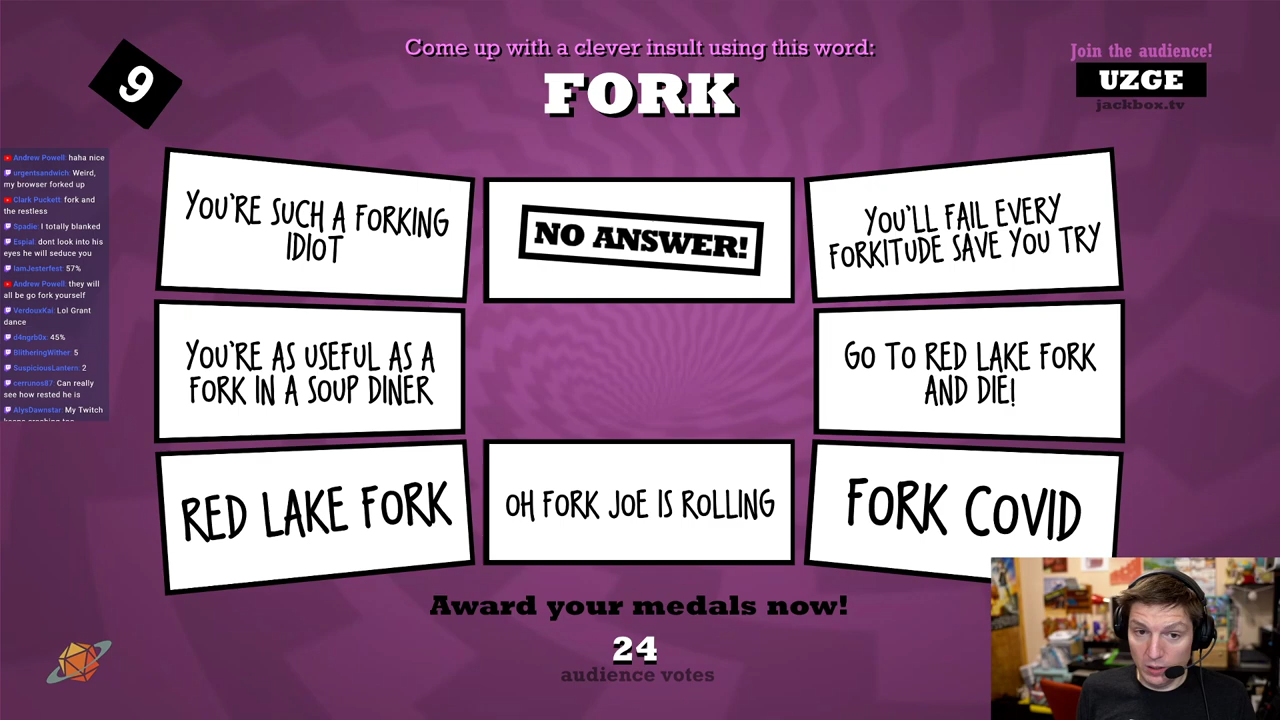 Come up with a clever insult using this word:
FORK
9
Join the audience!
UZGE
jackbox.tv
Andrew Powell: haha nice
urgentsandwich: Weird,
my browser forked up
Clark Puckett: fork and
the restless
Spadie: I totally blanked
Espial: dont look into his
eyes he will seduce you
IamJesterfest: 57%
Andrew Powell: they will
all be go fork yourself
VerdouxKai: Lol Grant
dance
d4ngrb0x: 45%
BlitheringWither: 5
SuspiciousLantern: 2
cerrunos87: Can really
see how rested he is
AlysDawnstar: My Twitch
YOU'RE SUCH A FORKING
IDIOT
NO ANSWER!
YOU'LL FAIL EVERY
FORKITUDE SAVE YOU TRY
YOU'RE AS USEFUL AS A
FORK IN A SOUP DINER
GO TO RED LAKE FORK
AND DIE!
RED LAKE FORK
OH FORK JOE IS ROLLING
FORK COVID
Award your medals now!
24
audience votes